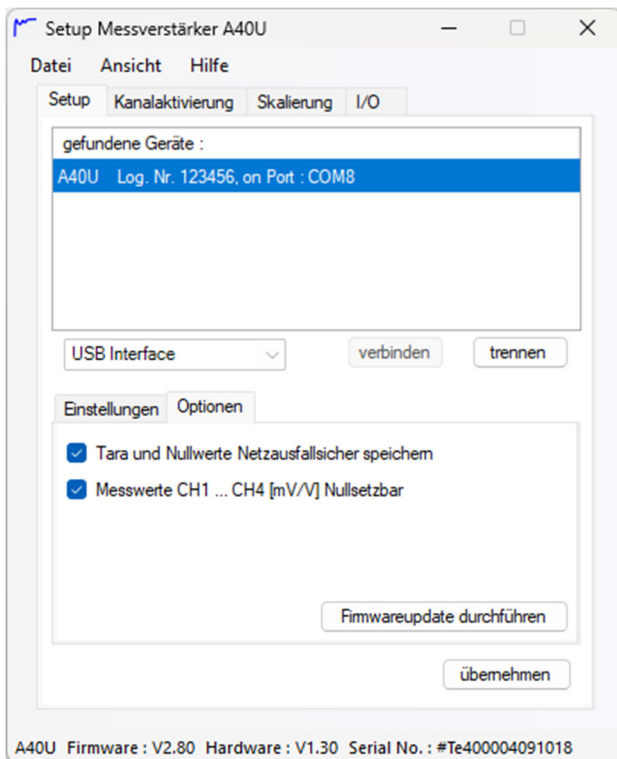 Setup Messverstärker A40U
Datei Ansicht Hilfe
Setup Kanalaktivierung Skalierung I/O
gefundene Geräte :
A40U Log. Nr. 123456, on Port : COM8
USB Interface verbinden trennen
Einstellungen Optionen
Tara und Nullwerte Netzausfallsicher speichern
Messwerte CH1 ... CH4 [mV/V] Nullsetzbar
Firmwareupdate durchführen
übernehmen
A40U Firmware : V2.80 Hardware : V1.30 Serial No. : #Te400004091018